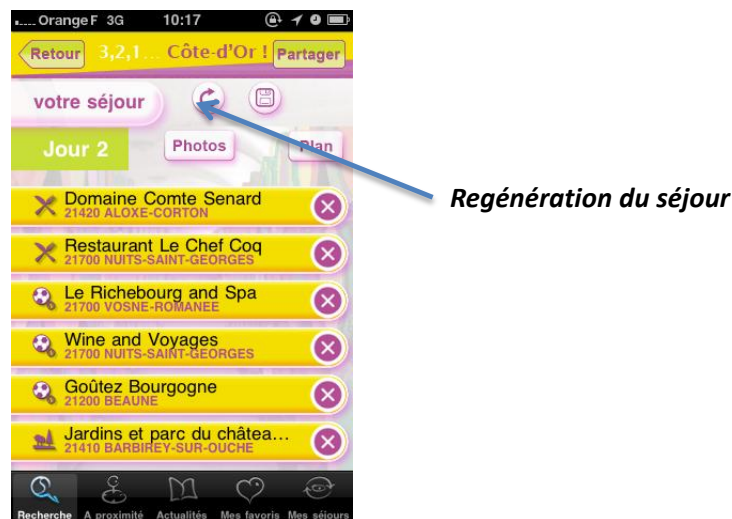 ..... Orange F 3G 10:17
Retour 3,2,1... Côte-d'Or ! Partager
votre séjour
Jour 2 Photos Plan
Regénération du séjour
Domaine Comte Senard
21420 ALOXE-CORTON
Restaurant Le Chef Coq
21700 NUITS-SAINT-GEORGES
Le Richebourg and Spa
21700 VOSNE-ROMANEE
Wine and Voyages
21700 NUITS-SAINT-GEORGES
Goûtez Bourgogne
21200 BEAUNE
Jardins et parc du châtea...
21410 BARBIREY-SUR-OUCHE
Recherche A proximité Actualités Mes favoris Mes séjours